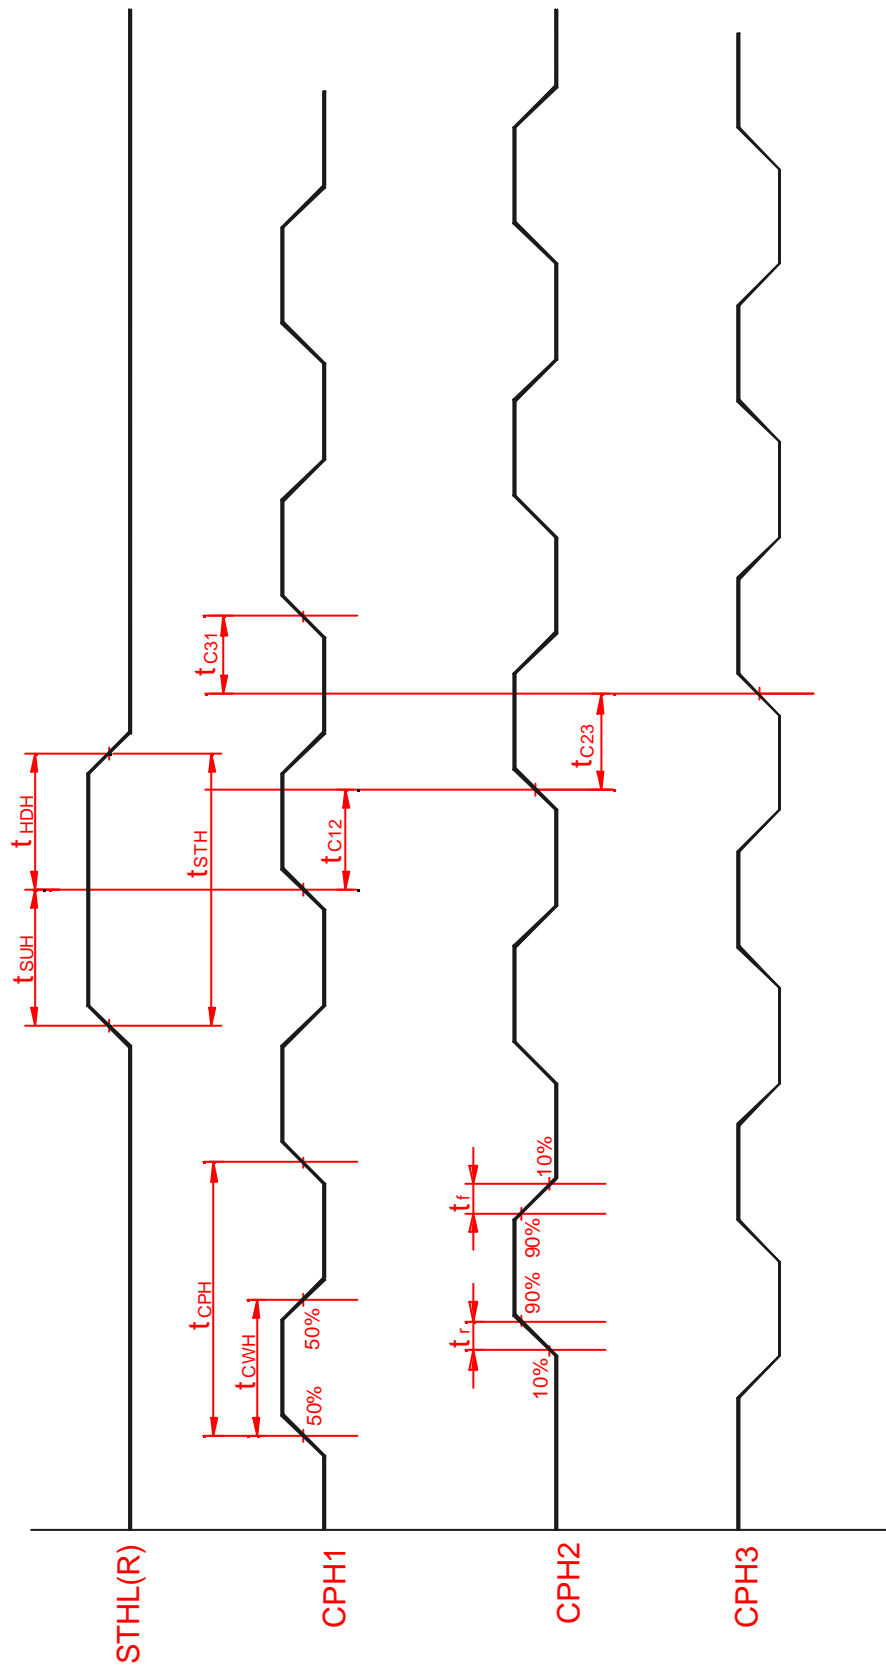 STHL(R)
tSUH
tHDH
tSTH
CPH1
tCPH
tCWH
50%
50%
tC12
tC31
CPH2
tr
10%
90%
tf
90%
10%
tC23
CPH3